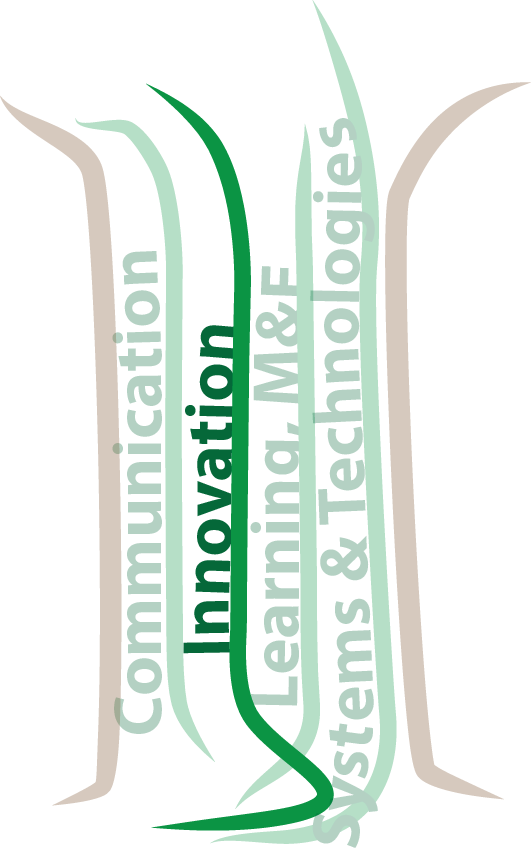 Communication
Innovation
Learning, M&E
Systems & Technologies